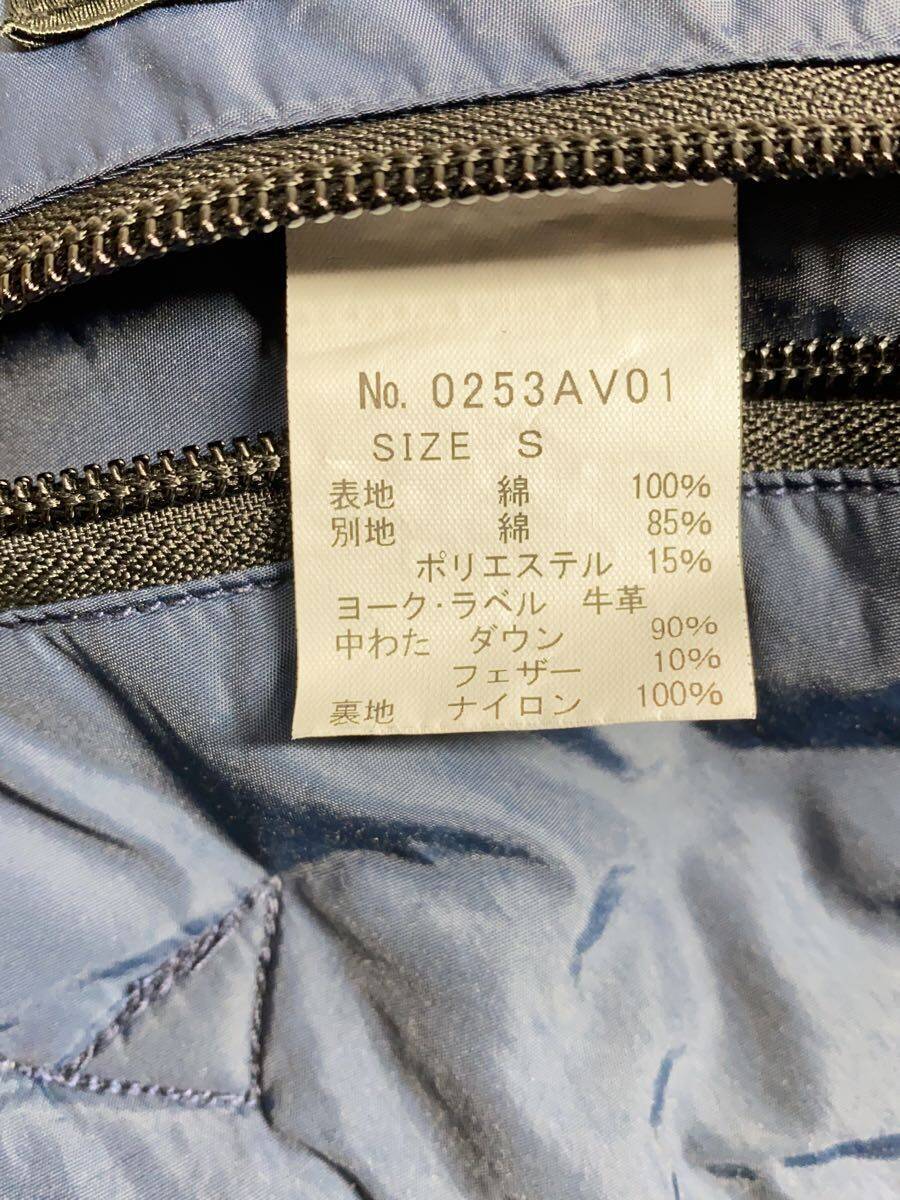 No. 0253AV01
SIZE S
表地 綿 100%
別地 綿 85%
ポリエステル 15%
ヨーク・ラベル 牛革
中わた ダウン 90%
フェザー 10%
裏地 ナイロン 100%